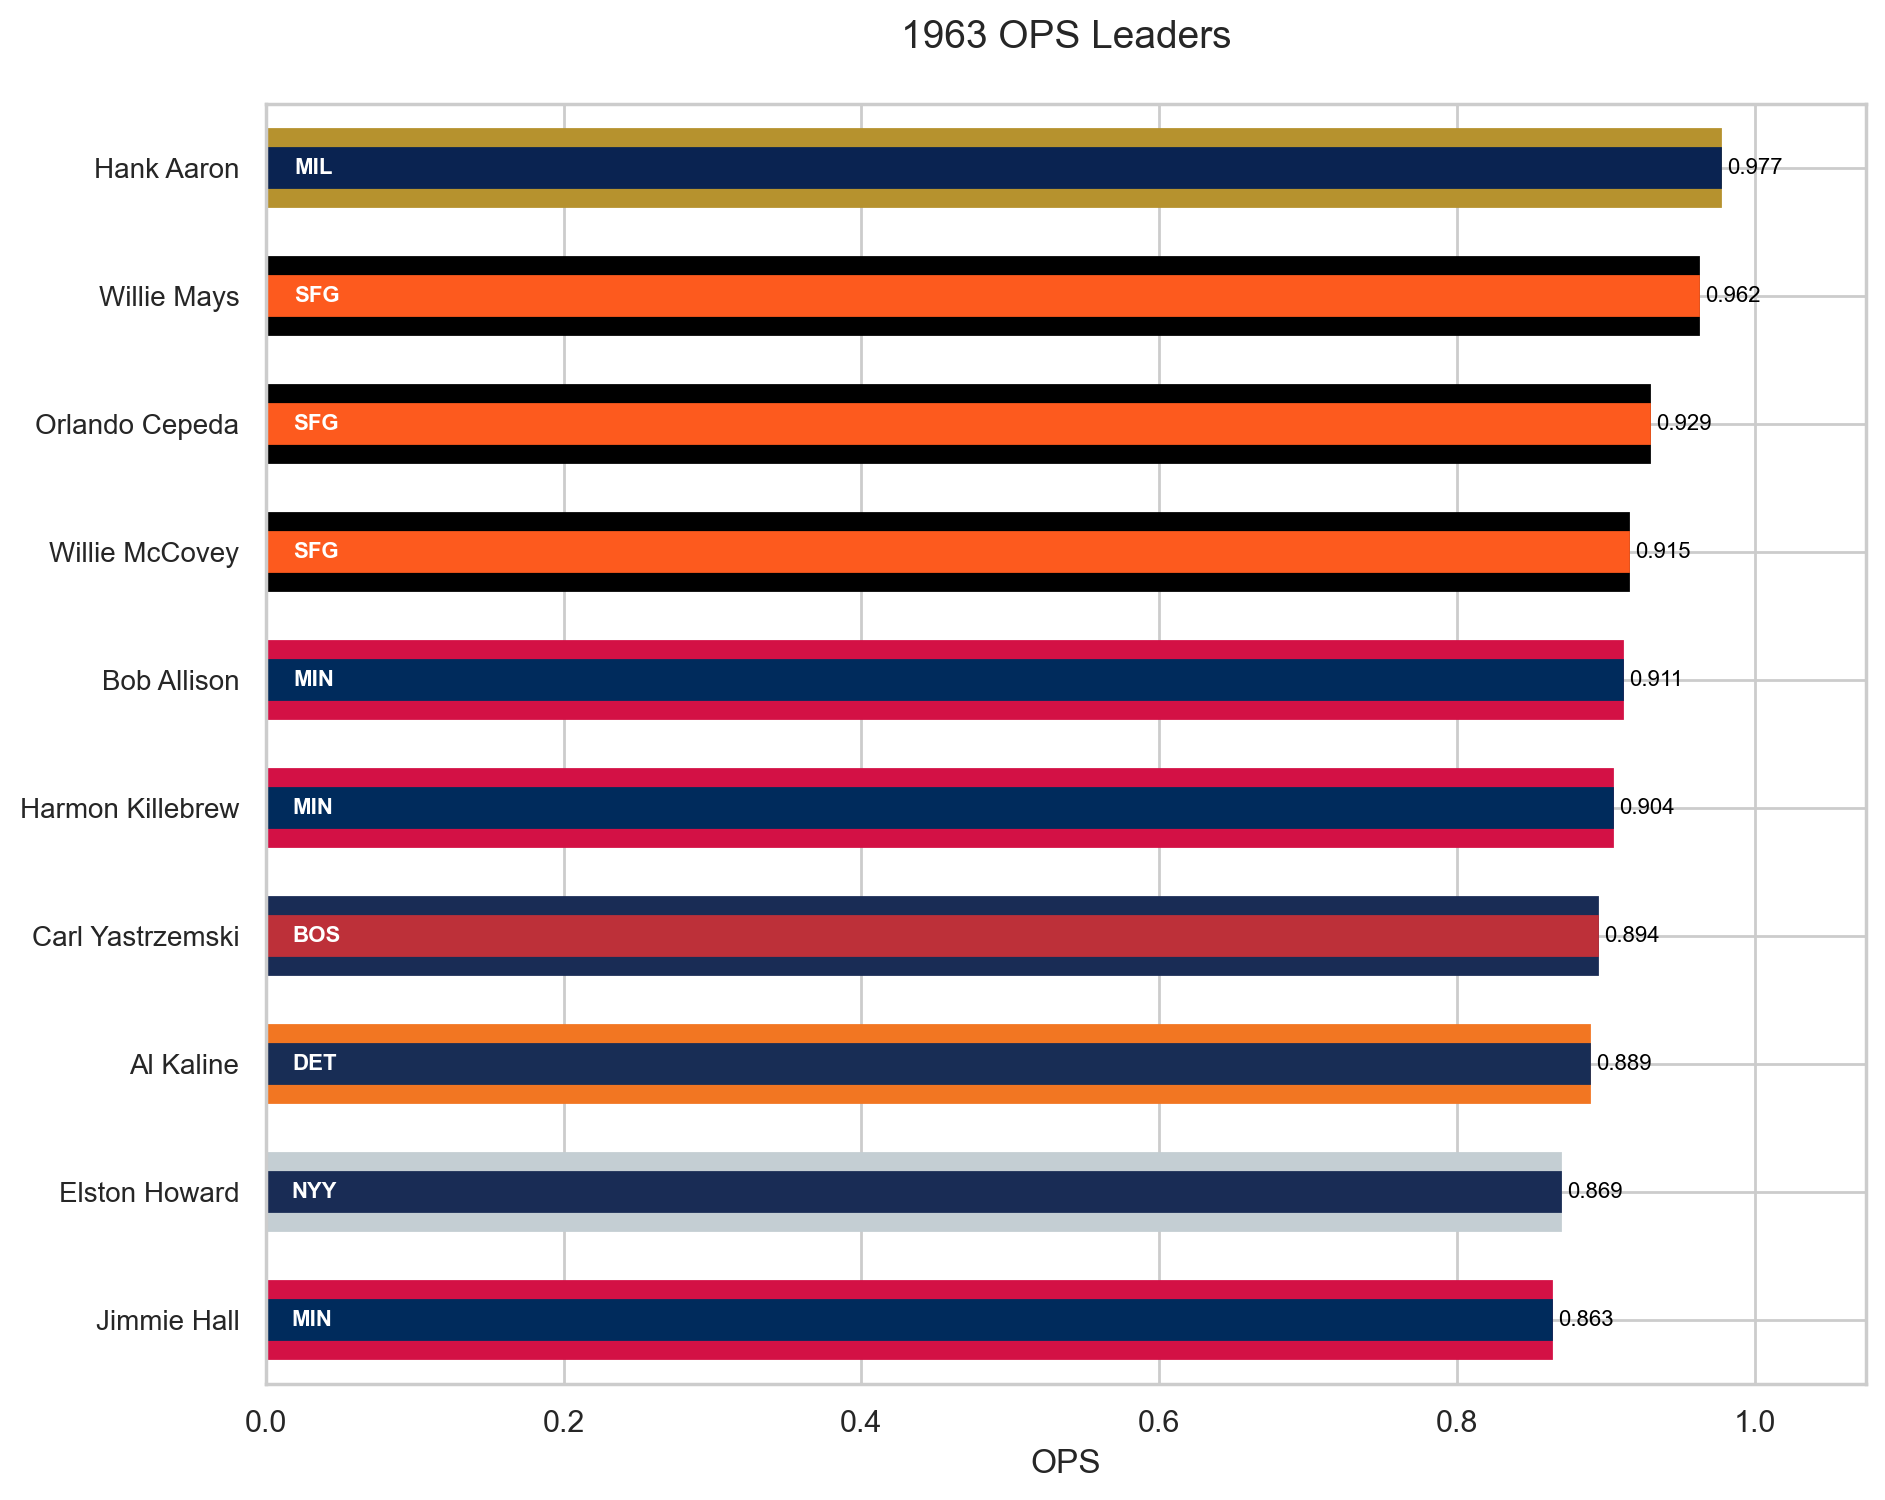 1963 OPS Leaders
Hank Aaron MIL 0.977
Willie Mays SFG 0.962
Orlando Cepeda SFG 0.929
Willie McCovey SFG 0.915
Bob Allison MIN 0.911
Harmon Killebrew MIN 0.904
Carl Yastrzemski BOS 0.894
Al Kaline DET 0.889
Elston Howard NYY 0.869
Jimmie Hall MIN 0.863
0.0 0.2 0.4 0.6 0.8 1.0
OPS